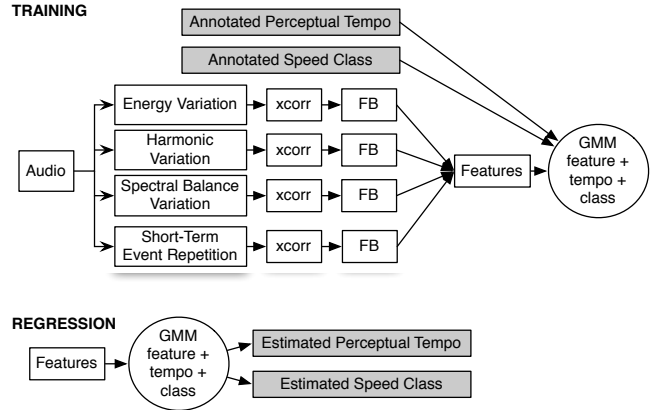 TRAINING
Annotated Perceptual Tempo
Annotated Speed Class
Audio
Energy Variation
xcorr
FB
Harmonic
Variation
xcorr
FB
Spectral Balance
Variation
xcorr
FB
Short-Term
Event Repetition
xcorr
FB
Features
GMM
feature +
tempo +
class
REGRESSION
Features
GMM
feature +
tempo +
class
Estimated Perceptual Tempo
Estimated Speed Class